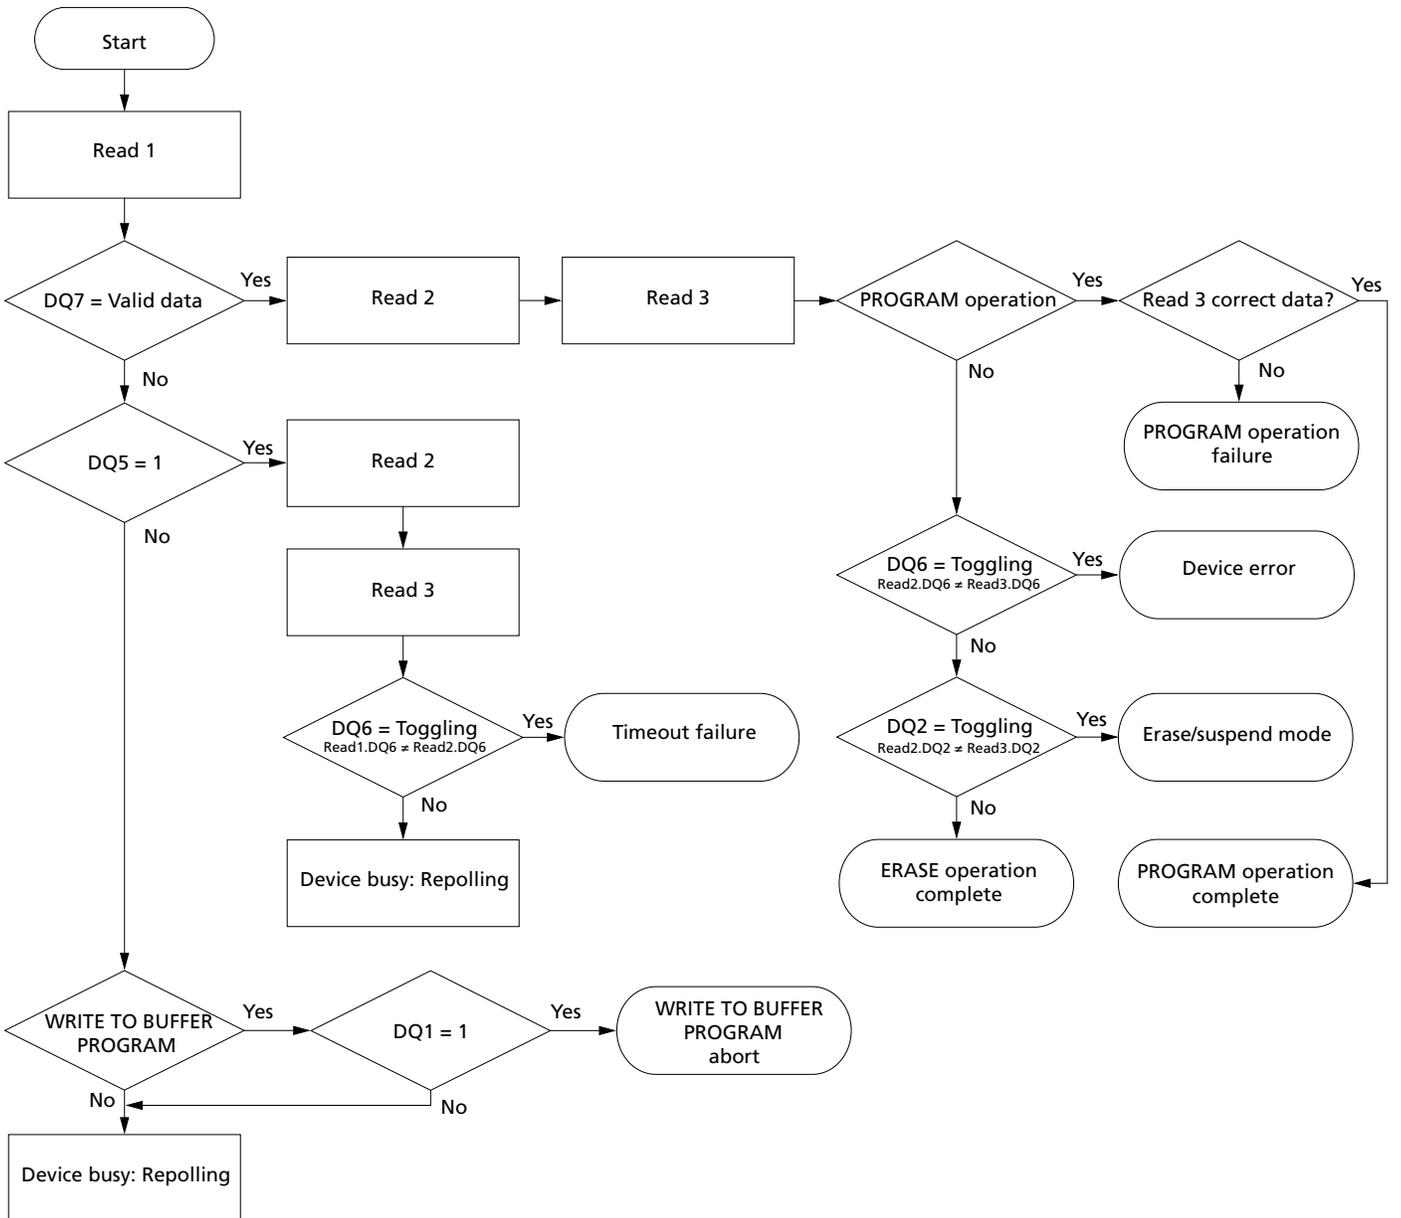 Start
Read 1
DQ7 = Valid data
Yes
Read 2
Read 3
PROGRAM operation
Yes
Read 3 correct data?
Yes
No
No
No
PROGRAM operation
failure
DQ5 = 1
Yes
Read 2
No
Read 3
DQ6 = Toggling
Read2.DQ6 ≠ Read3.DQ6
Yes
Device error
No
DQ6 = Toggling
Read1.DQ6 ≠ Read2.DQ6
Yes
Timeout failure
DQ2 = Toggling
Read2.DQ2 ≠ Read3.DQ2
Yes
Erase/suspend mode
No
No
Device busy: Repolling
ERASE operation
complete
PROGRAM operation
complete
WRITE TO BUFFER
PROGRAM
Yes
DQ1 = 1
Yes
WRITE TO BUFFER
PROGRAM
abort
No
No
Device busy: Repolling